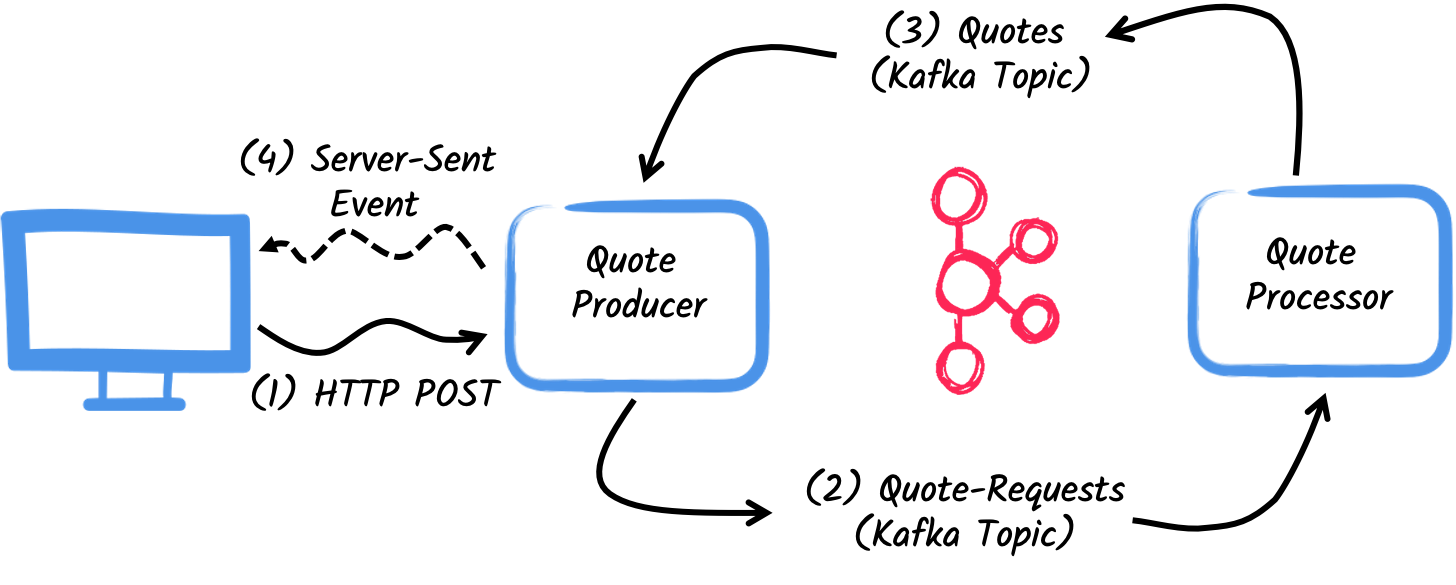 (3) Quotes
(Kafka Topic)
(4) Server-Sent
Event
Quote
Producer
Quote
Processor
(1) HTTP POST
(2) Quote-Requests
(Kafka Topic)